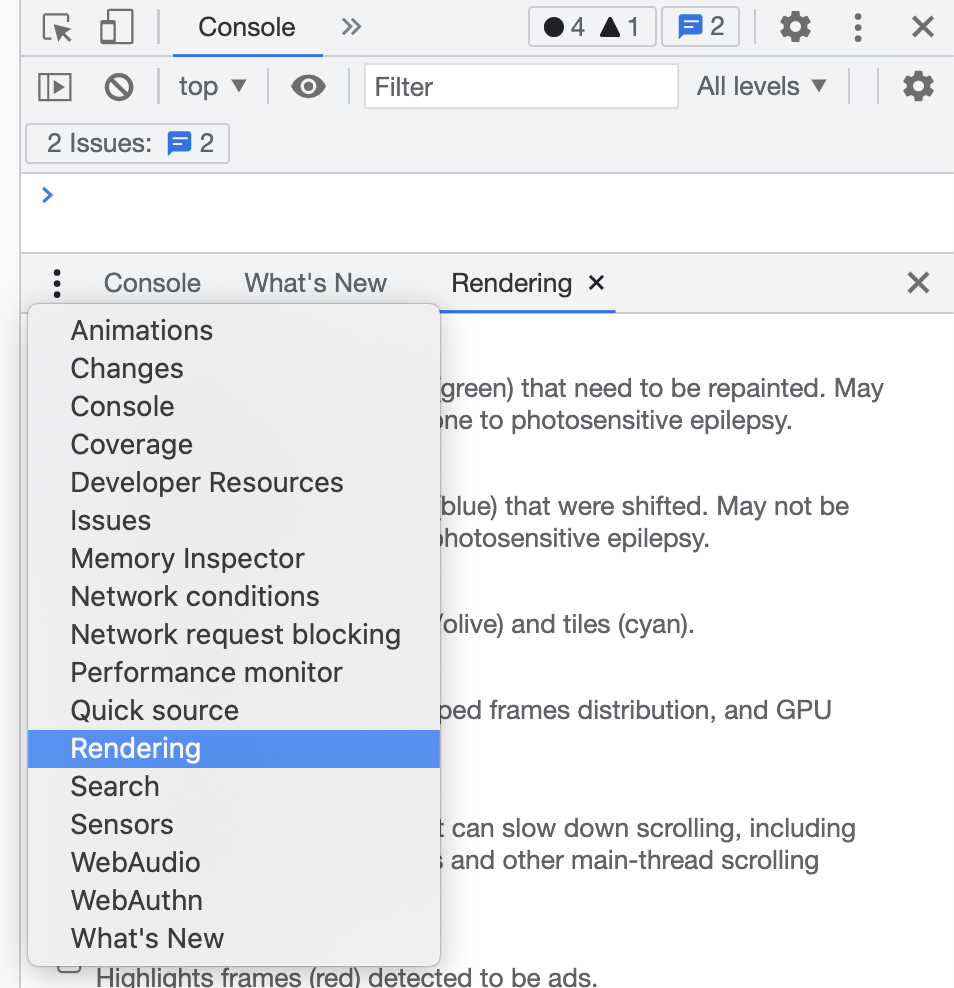 Console
4 1 2
top Filter All levels
2 Issues: 2
Console What's New Rendering
Animations
Changes
Console
Coverage
Developer Resources
Issues
Memory Inspector
Network conditions
Network request blocking
Performance monitor
Quick source
Rendering
Search
Sensors
WebAudio
WebAuthn
What's New
(green) that need to be repainted. May
to photosensitive epilepsy.
(blue) that were shifted. May not be
photosensitive epilepsy.
/olive) and tiles (cyan).
frames distribution, and GPU
can slow down scrolling, including
and other main-thread scrolling
Highlights frames (red) detected to be ads.